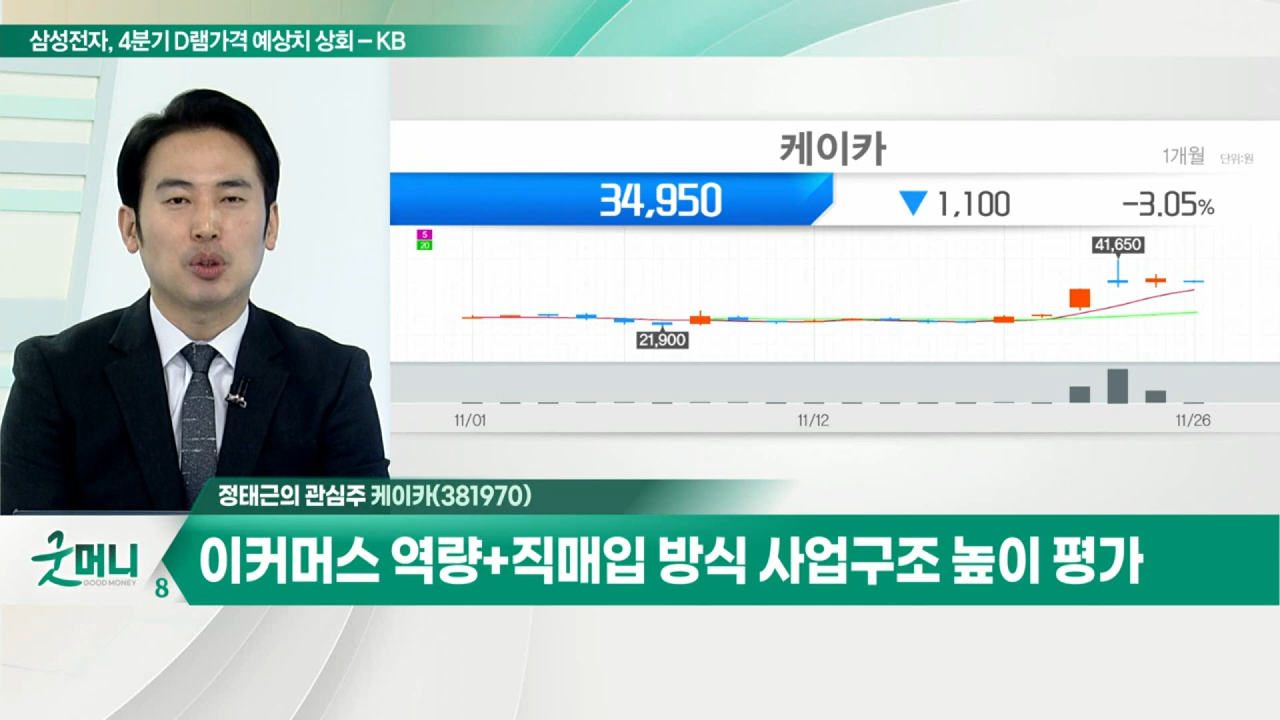 삼성전자, 4분기 D램가격 예상치 상회 – KB
케이카
1개월 단위:원
34,950 ▼ 1,100 -3.05%
5
20
41,650
21,900
11/01 11/12 11/26
정태근의 관심주 케이카(381970)
굿머니
GOOD MONEY
8
이커머스 역량+직매입 방식 사업구조 높이 평가